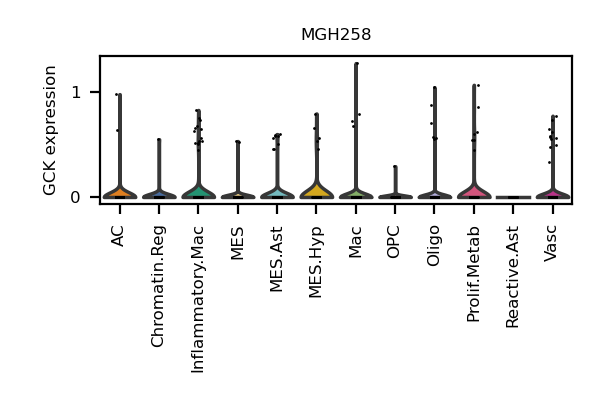 MGH258
GCK expression
1
0
AC
Chromatin.Reg
Inflammatory.Mac
MES
MES.Ast
MES.Hyp
Mac
OPC
Oligo
Prolif.Metab
Reactive.Ast
Vasc